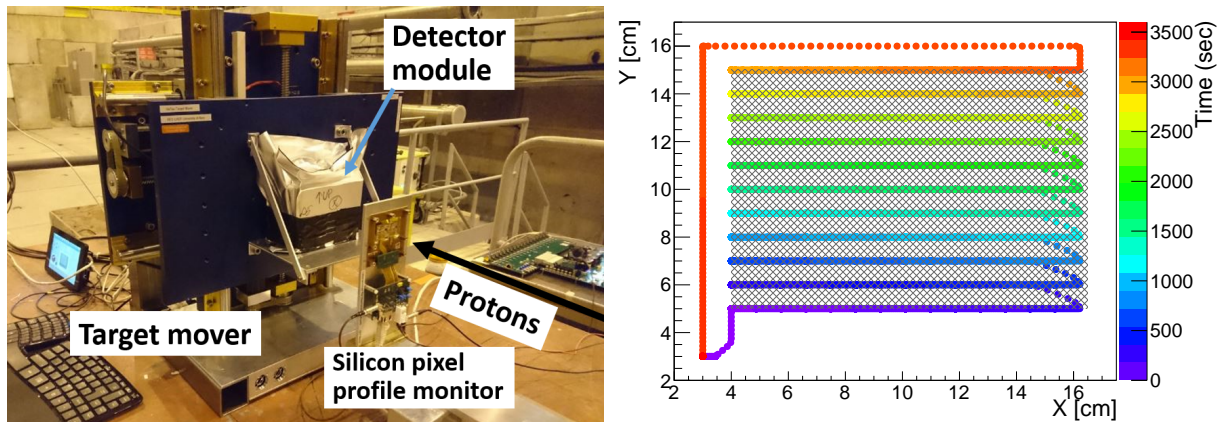 Detector
module
Protons
Target mover
Silicon pixel
profile monitor
Y [cm]
16
14
12
10
8
6
4
2
2
4
6
8
10
12
14
16
X [cm]
3500
3000
2500
2000
1500
1000
500
0
Time (sec)